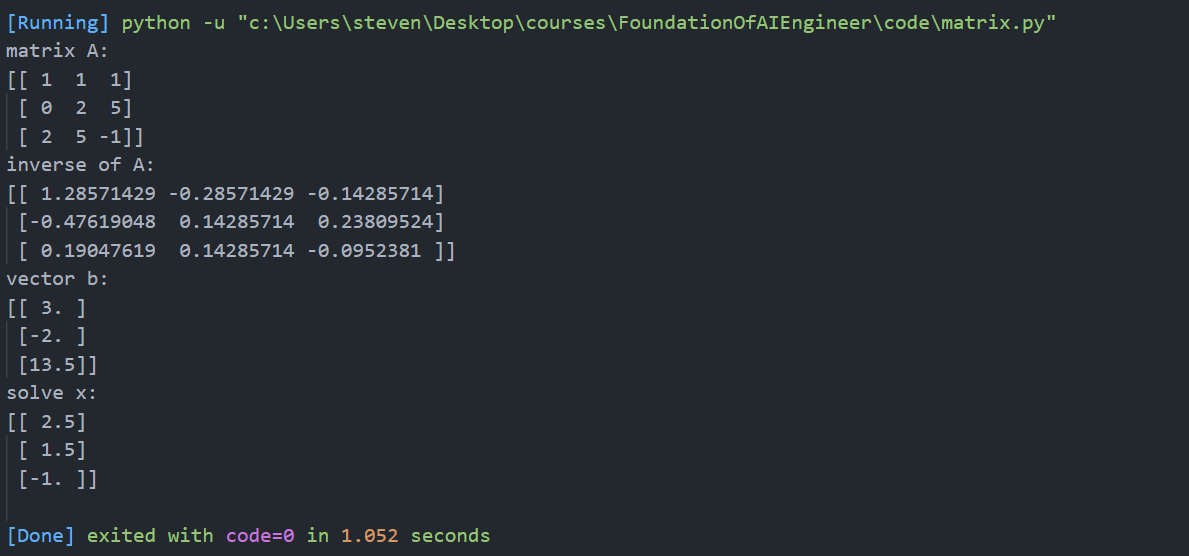 [Running] python -u "c:\Users\steven\Desktop\courses\FoundationOfAIEngineer\code\matrix.py"
matrix A:
[[ 1  1  1]
 [ 0  2  5]
 [ 2  5 -1]]
inverse of A:
[[ 1.28571429 -0.28571429 -0.14285714]
 [-0.47619048  0.14285714  0.23809524]
 [ 0.19047619  0.14285714 -0.0952381 ]]
vector b:
[[ 3. ]
 [-2. ]
 [13.5]]
solve x:
[[ 2.5]
 [ 1.5]
 [-1. ]]
[Done] exited with code=0 in 1.052 seconds